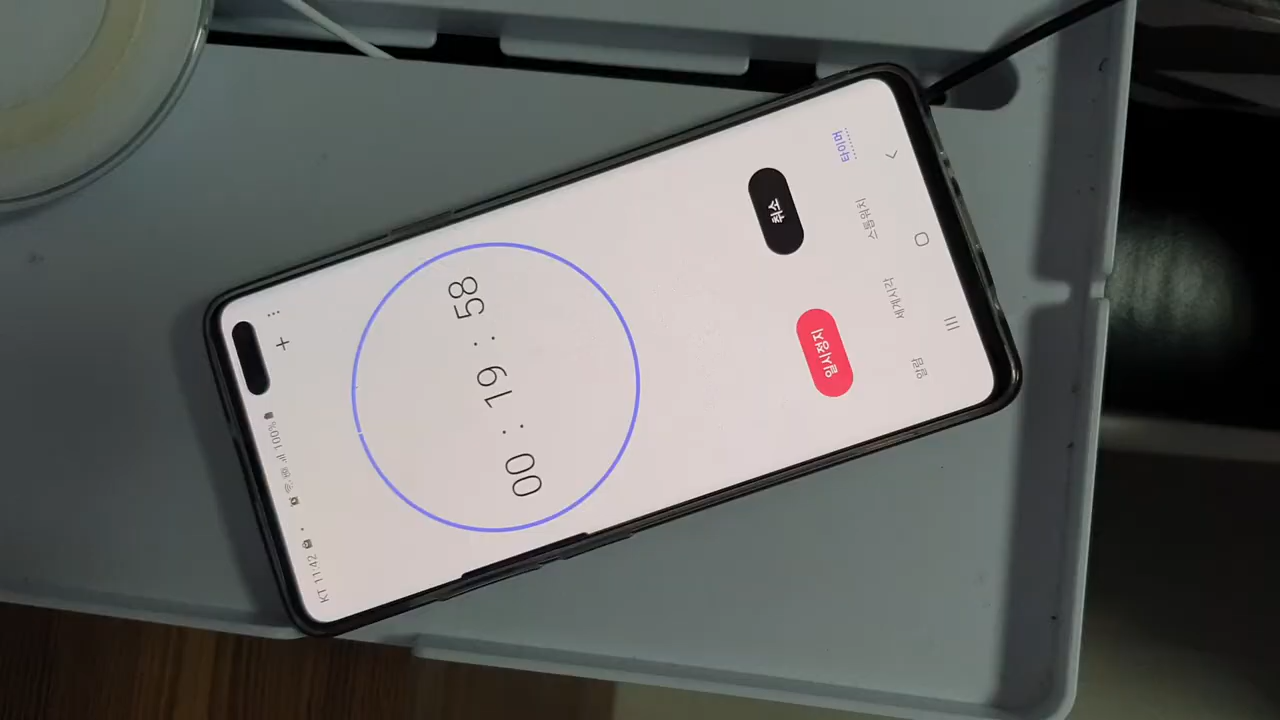 KT 11:42
100%
00 : 19 : 58
일시정지
취소
알람
세계시각
스톱워치
타이머